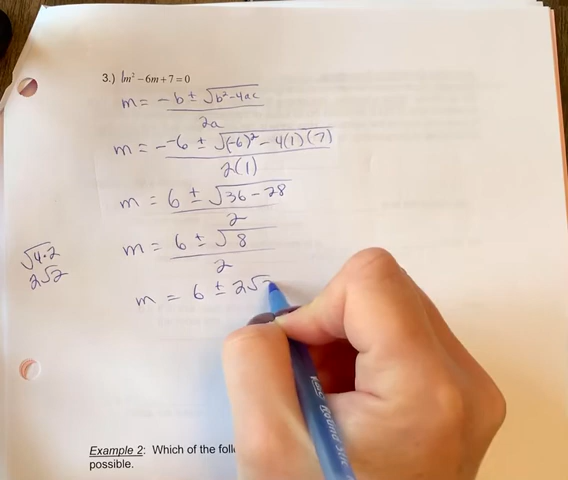 3.) 1m² - 6m + 7 = 0
m = -b ± √b²-4ac
2a
m = --6 ± √(-6)² - 4(1)(7)
2(1)
m = 6 ± √36 - 28
2
m = 6 ± √8
2
√4·2
2√2
m = 6 ± 2√
Example 2: Which of the
possible.